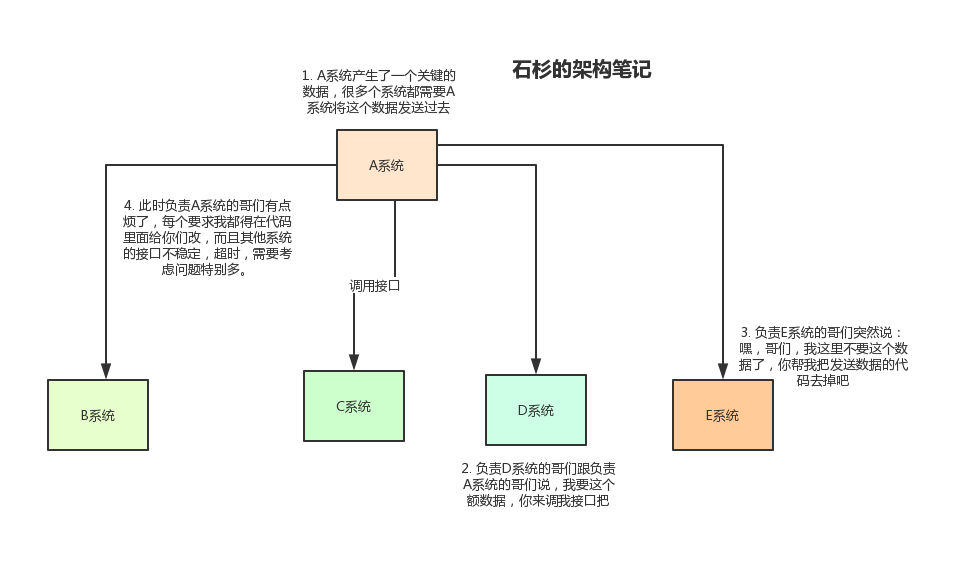 石杉的架构笔记
1. A系统产生了一个关键的
数据，很多个系统都需要A
系统将这个数据发送过去
A系统
4. 此时负责A系统的哥们有点
烦了，每个要求我都得在代码
里面给你们改，而且其他系统
的接口不稳定，超时，需要考
虑问题特别多。
调用接口
3. 负责E系统的哥们突然说：
嘿，哥们，我这里不要这个数
据了，你帮我把发送数据的代
码去掉吧
B系统
C系统
D系统
E系统
2. 负责D系统的哥们跟负责
A系统的哥们说，我要这个
额数据，你来调我接口把